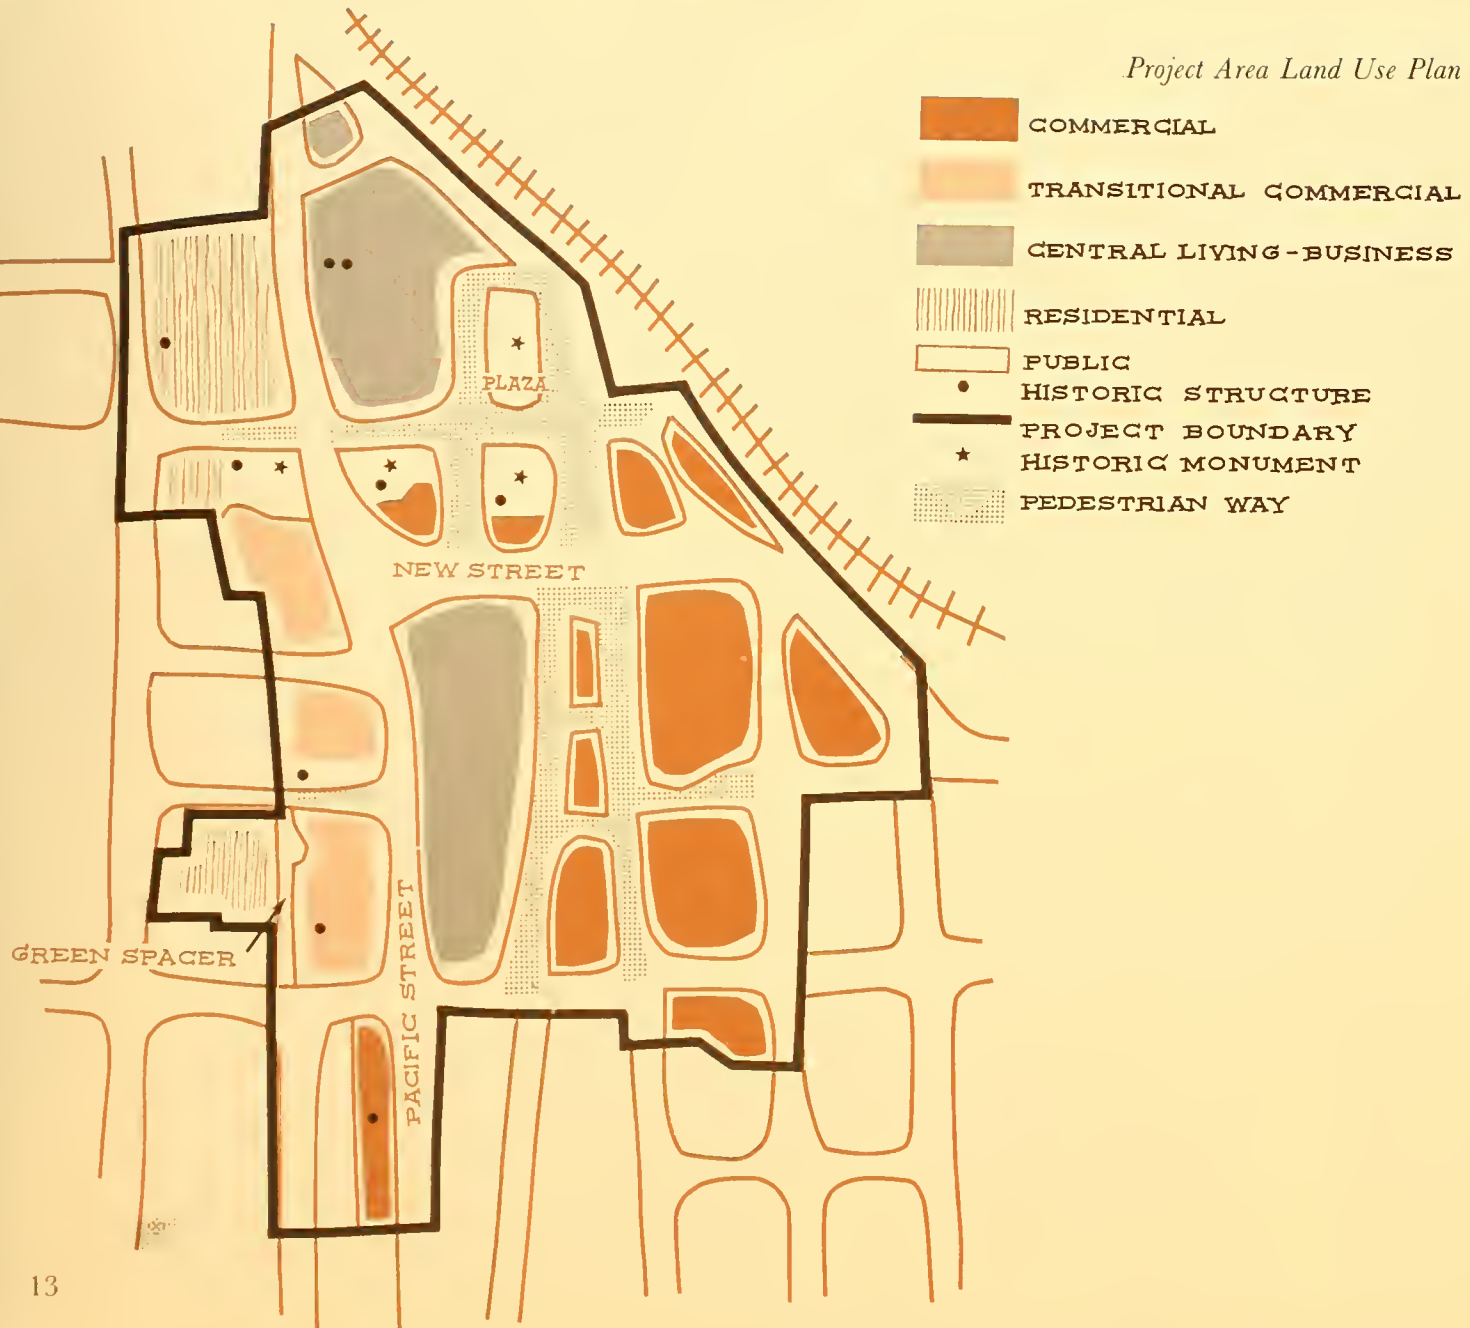 Project Area Land Use Plan
COMMERCIAL
TRANSITIONAL COMMERCIAL
CENTRAL LIVING-BUSINESS
RESIDENTIAL
PUBLIC
HISTORIC STRUCTURE
PROJECT BOUNDARY
HISTORIC MONUMENT
PEDESTRIAN WAY
PLAZA
NEW STREET
PACIFIC STREET
GREEN SPACER
13